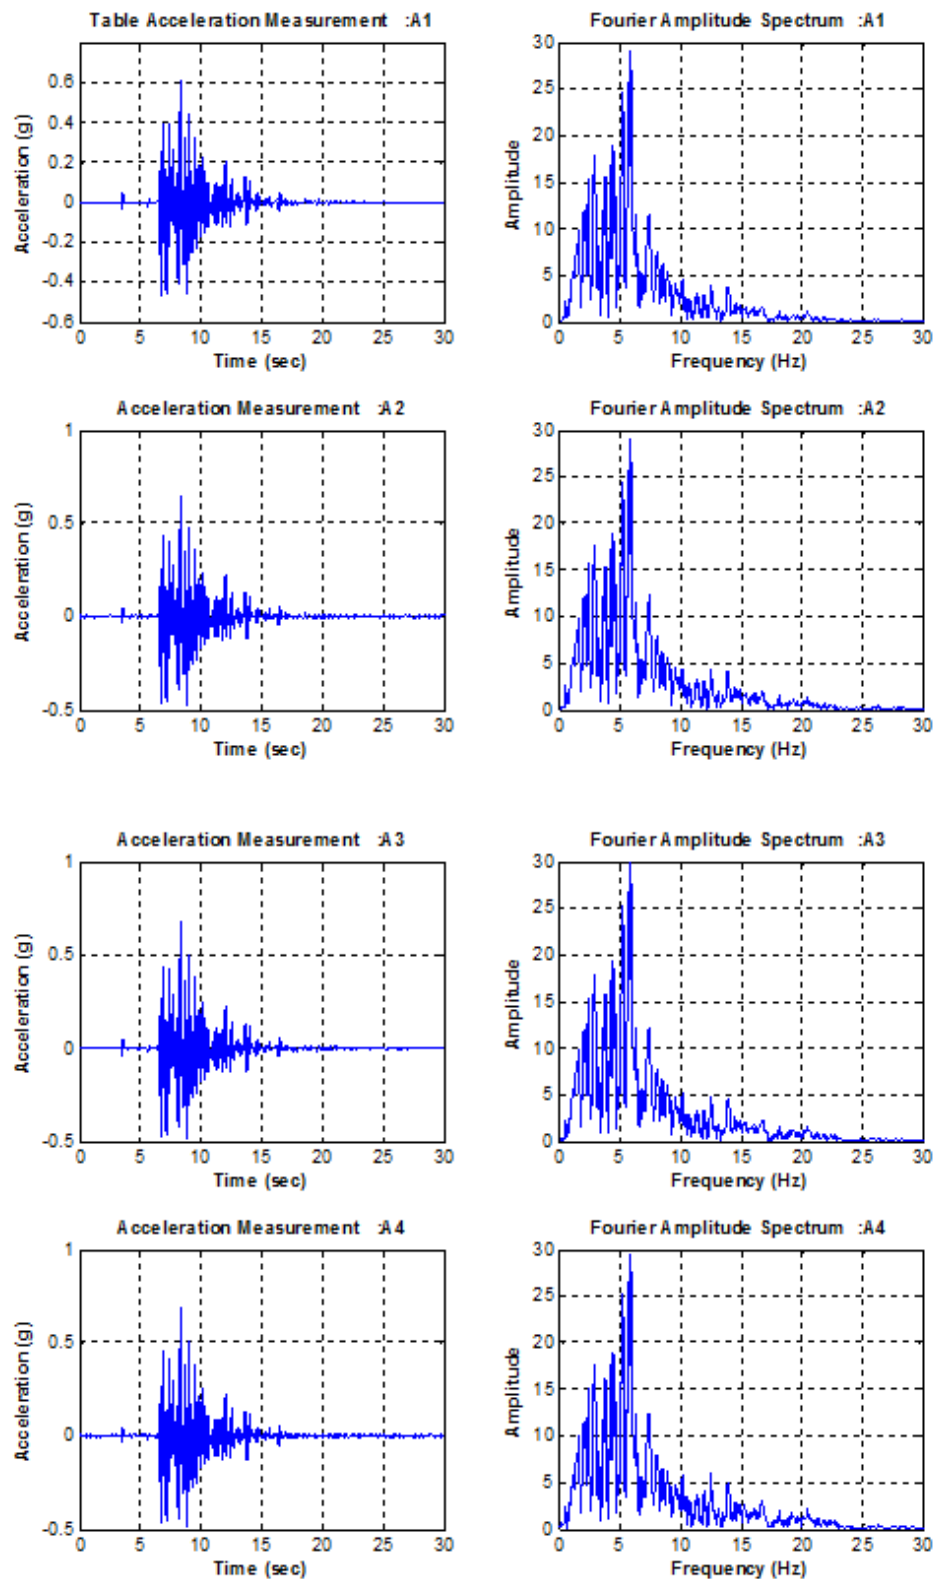 Table Acceleration Measurement :A1
Fourier Amplitude Spectrum :A1
Acceleration (g)
0.6
0.4
0.2
0
-0.2
-0.4
-0.6
0 5 10 15 20 25 30
Time (sec)
Amplitude
30
25
20
15
10
5
0
0 5 10 15 20 25 30
Frequency (Hz)
Acceleration Measurement :A2
Fourier Amplitude Spectrum :A2
Acceleration (g)
1
0.5
0
-0.5
0 5 10 15 20 25 30
Time (sec)
Amplitude
30
25
20
15
10
5
0
0 5 10 15 20 25 30
Frequency (Hz)
Acceleration Measurement :A3
Fourier Amplitude Spectrum :A3
Acceleration (g)
1
0.5
0
-0.5
0 5 10 15 20 25 30
Time (sec)
Amplitude
30
25
20
15
10
5
0
0 5 10 15 20 25 30
Frequency (Hz)
Acceleration Measurement :A4
Fourier Amplitude Spectrum :A4
Acceleration (g)
1
0.5
0
-0.5
0 5 10 15 20 25 30
Time (sec)
Amplitude
30
25
20
15
10
5
0
0 5 10 15 20 25 30
Frequency (Hz)